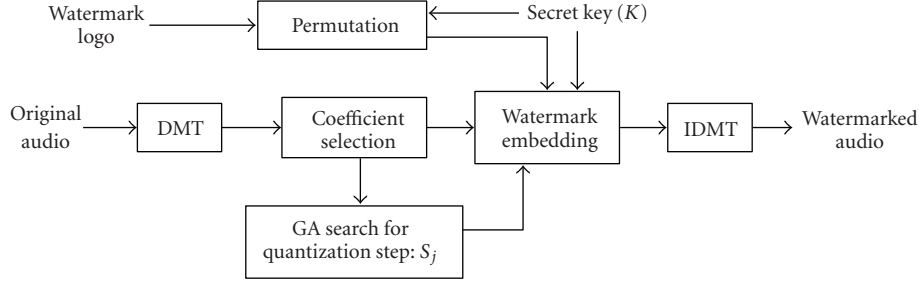 Watermark
logo
Permutation
Secret key (K)
Original
audio
DMT
Coefficient
selection
Watermark
embedding
IDMT
Watermarked
audio
GA search for
quantization step: S_j